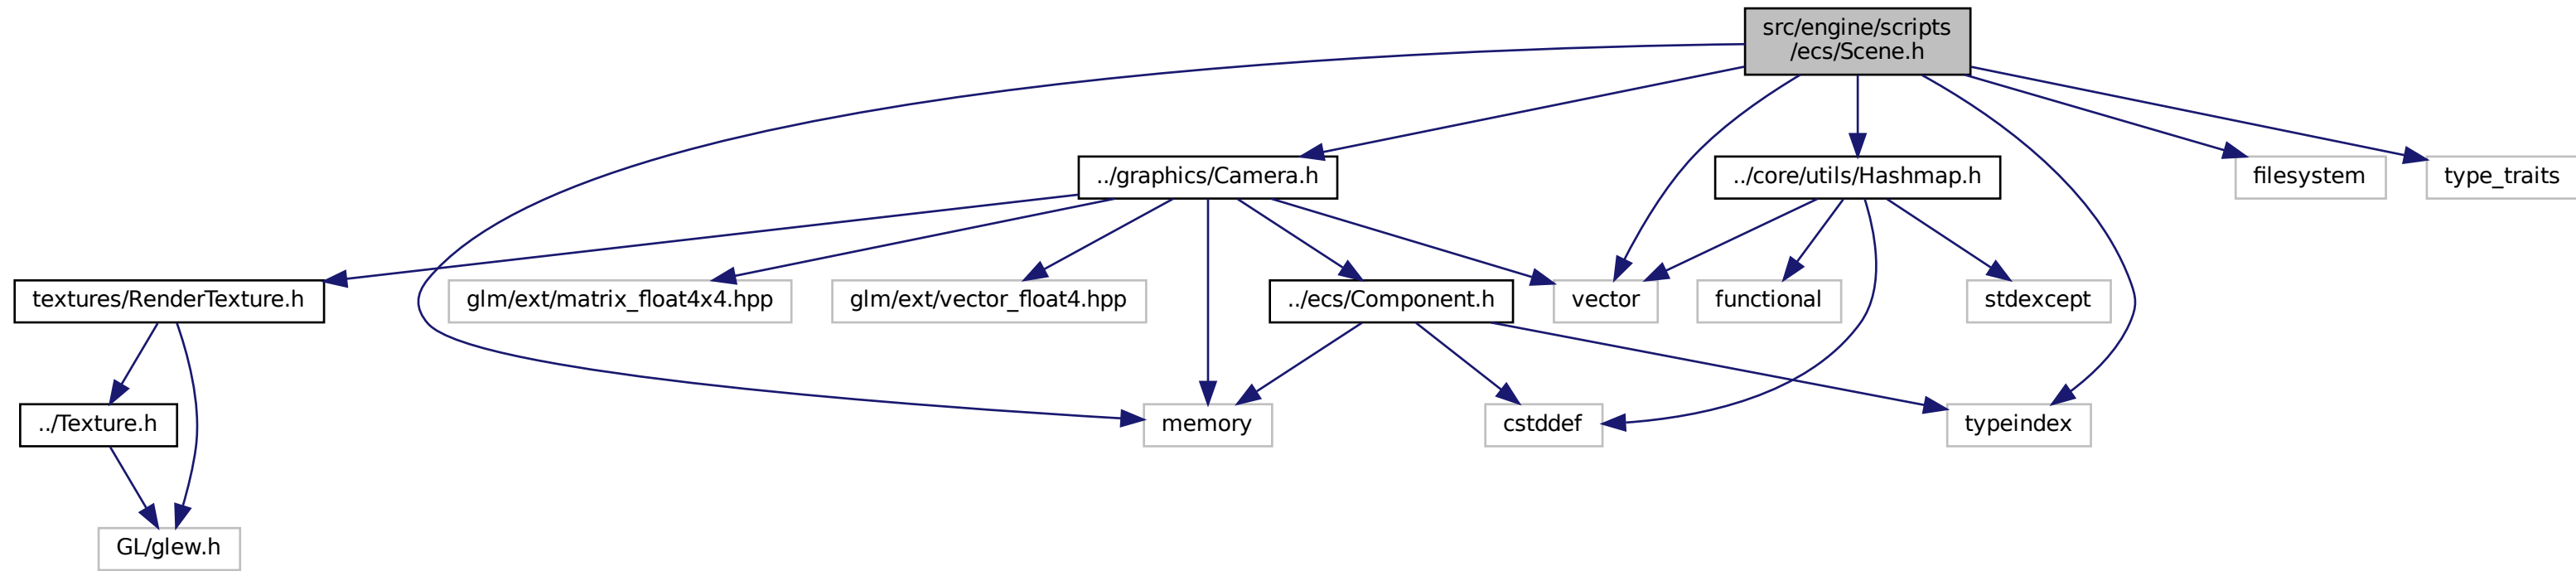 src/engine/scripts
/ecs/Scene.h
../graphics/Camera.h
../core/utils/Hashmap.h
filesystem
type_traits
textures/RenderTexture.h
glm/ext/matrix_float4x4.hpp
glm/ext/vector_float4.hpp
../ecs/Component.h
vector
functional
stdexcept
../Texture.h
memory
cstddef
typeindex
GL/glew.h